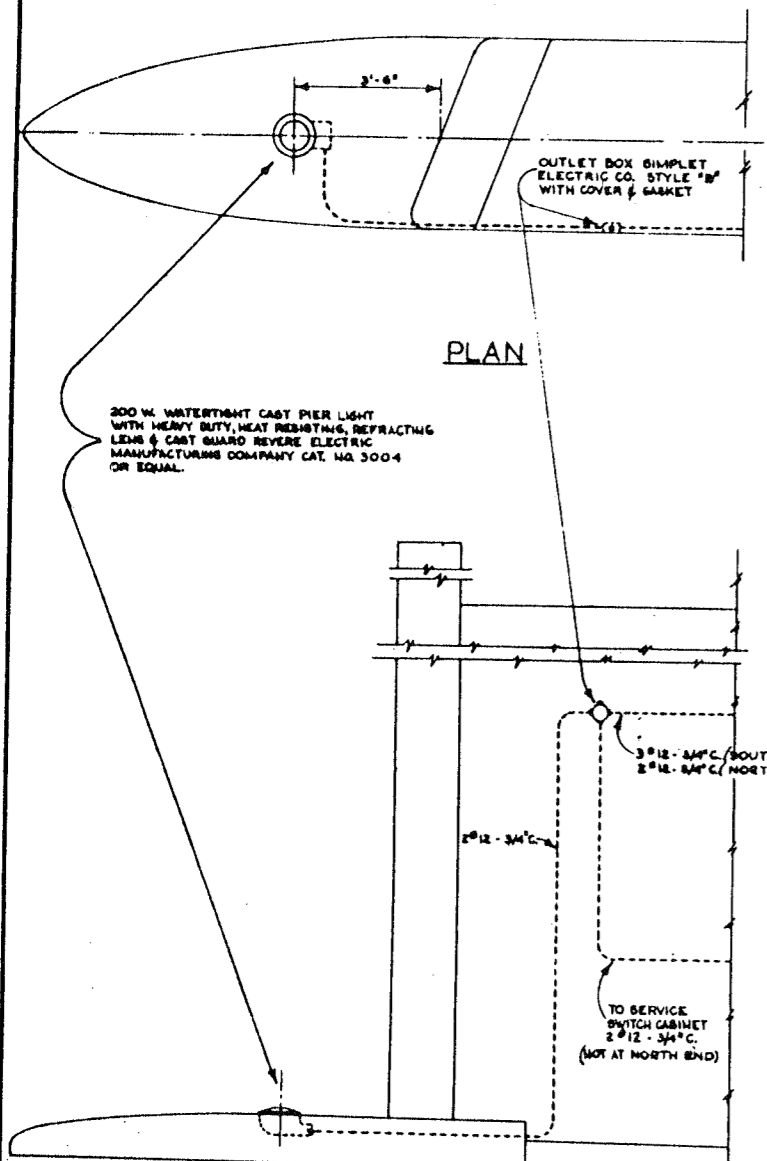 3'-6"
OUTLET BOX SIMPLET
ELECTRIC CO. STYLE "B"
WITH COVER & GASKET
PLAN
200 W. WATERTIGHT CAST PIER LIGHT
WITH HEAVY DUTY, HEAT RESISTING, REFRACTING
LENS & CAST GUARD REVERE ELECTRIC
MANUFACTURING COMPANY CAT. NO. 3004
OR EQUAL.
3#12 - 3/4"C. (SOUT
2#12 - 3/4"C. (NORT
2#12 - 3/4"C.
TO SERVICE
SWITCH CABINET
2#12 - 3/4"C.
(NOT AT NORTH END)